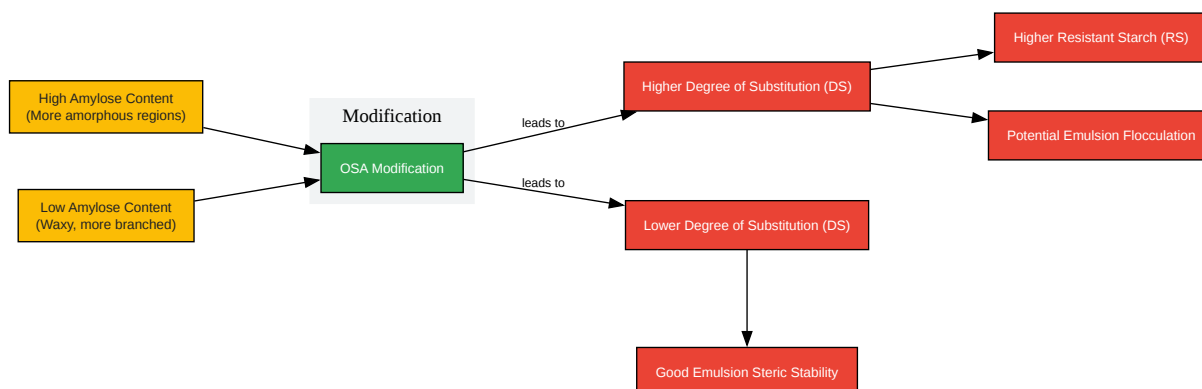 High Amylose Content
(More amorphous regions)
Low Amylose Content
(Waxy, more branched)
Modification
OSA Modification
leads to
leads to
Higher Degree of Substitution (DS)
Lower Degree of Substitution (DS)
Higher Resistant Starch (RS)
Potential Emulsion Flocculation
Good Emulsion Steric Stability